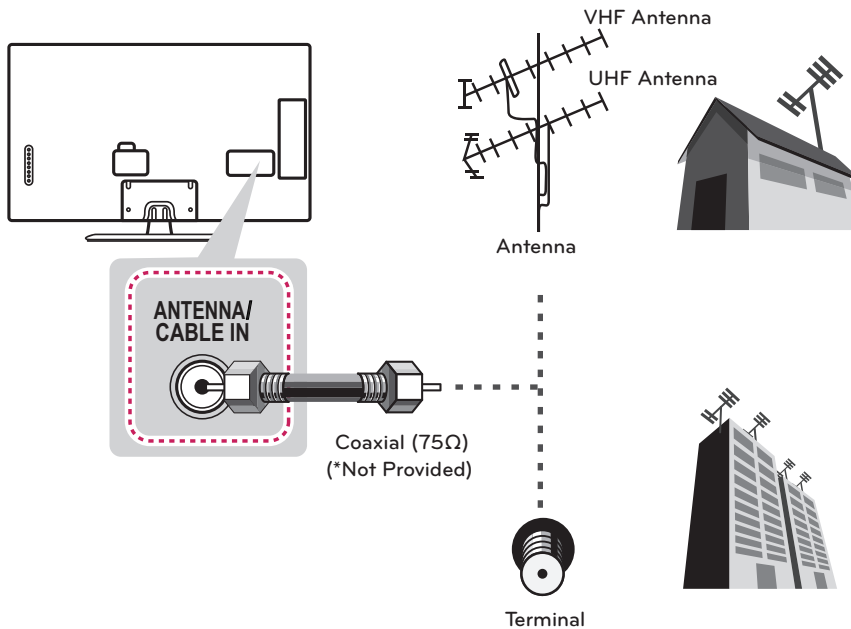 VHF Antenna
UHF Antenna
Antenna
ANTENNA/
CABLE IN
Coaxial (75Ω)
(*Not Provided)
Terminal